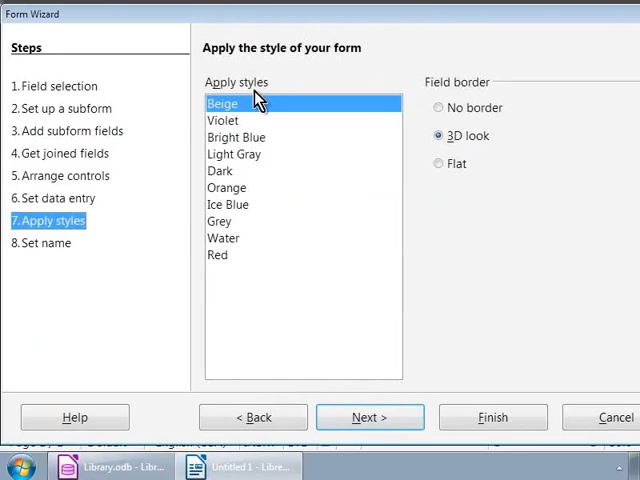 Form Wizard
Steps
1. Field selection
2. Set up a subform
3. Add subform fields
4. Get joined fields
5. Arrange controls
6. Set data entry
7. Apply styles
8. Set name
Apply the style of your form
Apply styles
Beige
Violet
Bright Blue
Light Gray
Dark
Orange
Ice Blue
Grey
Water
Red
Field border
No border
3D look
Flat
Help
< Back
Next >
Finish
Cancel
Library.odb - Libr...
Untitled 1 - Libre...